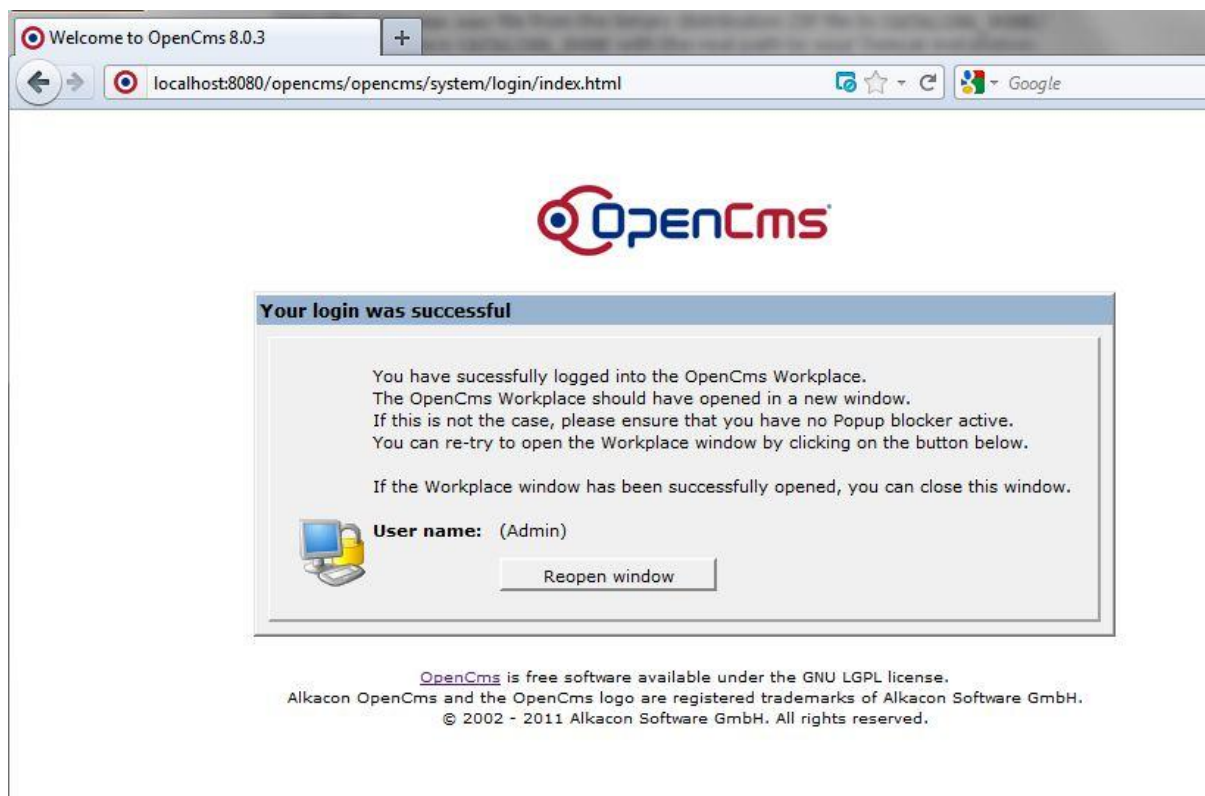 Welcome to OpenCms 8.0.3
localhost:8080/opencms/opencms/system/login/index.html
Google
OpenCms
Your login was successful
You have sucessfully logged into the OpenCms Workplace.
The OpenCms Workplace should have opened in a new window.
If this is not the case, please ensure that you have no Popup blocker active.
You can re-try to open the Workplace window by clicking on the button below.
If the Workplace window has been successfully opened, you can close this window.
User name: (Admin)
Reopen window
OpenCms is free software available under the GNU LGPL license.
Alkacon OpenCms and the OpenCms logo are registered trademarks of Alkacon Software GmbH.
© 2002 - 2011 Alkacon Software GmbH. All rights reserved.